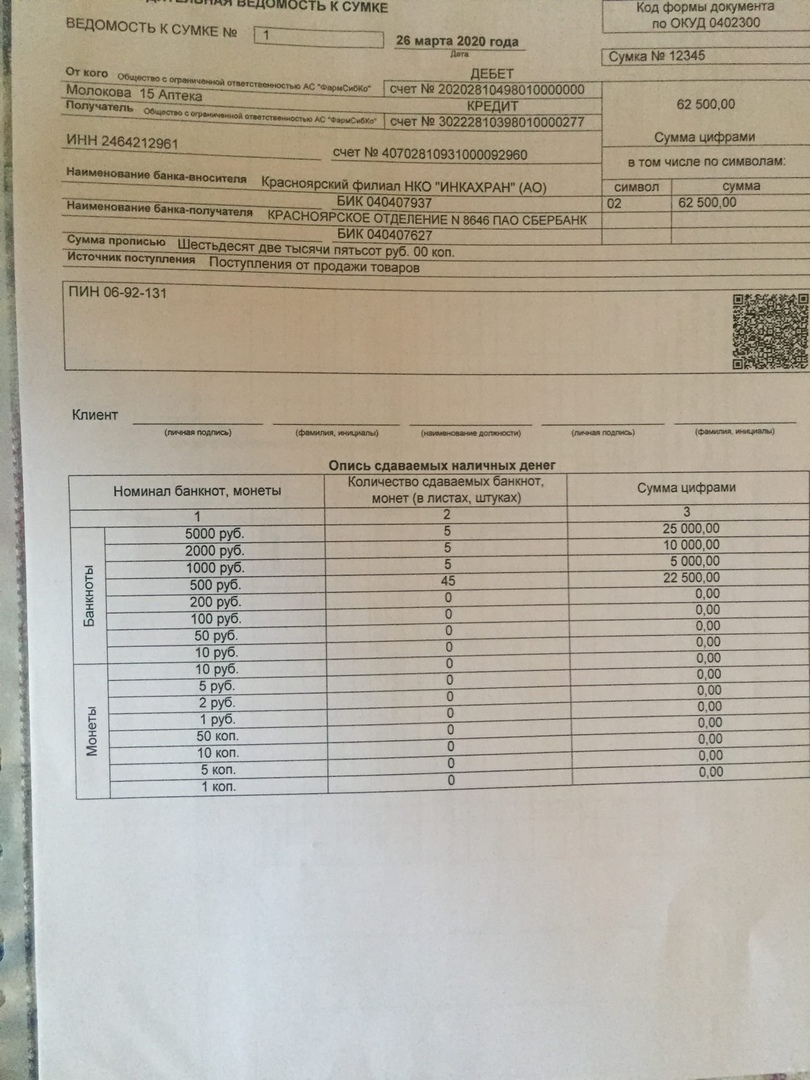 ВЕДОМОСТЬ К СУМКЕ
Код формы документа
по ОКУД 0402300
ВЕДОМОСТЬ К СУМКЕ № 1
26 марта 2020 года
Дата
Сумка № 12345
От кого Общество с ограниченной ответственностью АС "ФармСибКо"
Молокова 15 Аптека
ДЕБЕТ
счет № 20202810498010000000
Получатель Общество с ограниченной ответственностью АС "ФармСибКо"
КРЕДИТ
счет № 30222810398010000277
62 500,00
Сумма цифрами
ИНН 2464212961
счет № 40702810931000092960
в том числе по символам:
символ сумма
02 62 500,00
Наименование банка-вносителя Красноярский филиал НКО "ИНКАХРАН" (АО)
БИК 040407937
Наименование банка-получателя КРАСНОЯРСКОЕ ОТДЕЛЕНИЕ N 8646 ПАО СБЕРБАНК
БИК 040407627
Сумма прописью Шестьдесят две тысячи пятьсот руб. 00 коп.
Источник поступления Поступления от продажи товаров
ПИН 06-92-131
Клиент
(личная подпись) (фамилия, инициалы) (наименование должности) (личная подпись) (фамилия, инициалы)
Опись сдаваемых наличных денег
Номинал банкнот, монеты
Количество сдаваемых банкнот,
монет (в листах, штуках)
Сумма цифрами
1 2 3
Банкноты
5000 руб. 5 25 000,00
2000 руб. 5 10 000,00
1000 руб. 5 5 000,00
500 руб. 45 22 500,00
200 руб. 0 0,00
100 руб. 0 0,00
50 руб. 0 0,00
10 руб. 0 0,00
Монеты
10 руб. 0 0,00
5 руб. 0 0,00
2 руб. 0 0,00
1 руб. 0 0,00
50 коп. 0 0,00
10 коп. 0 0,00
5 коп. 0 0,00
1 коп. 0 0,00